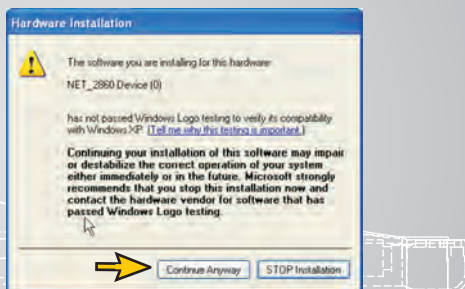 Hardware Installation
The software you are installing for this hardware:
NET_2860 Device (0)
has not passed Windows Logo testing to verify its compatibility
with Windows XP. (Tell me why this testing is important.)
Continuing your installation of this software may impair
or destabilize the correct operation of your system
either immediately or in the future. Microsoft strongly
recommends that you stop this installation now and
contact the hardware vendor for software that has
passed Windows Logo testing.
Continue Anyway STOP Installation